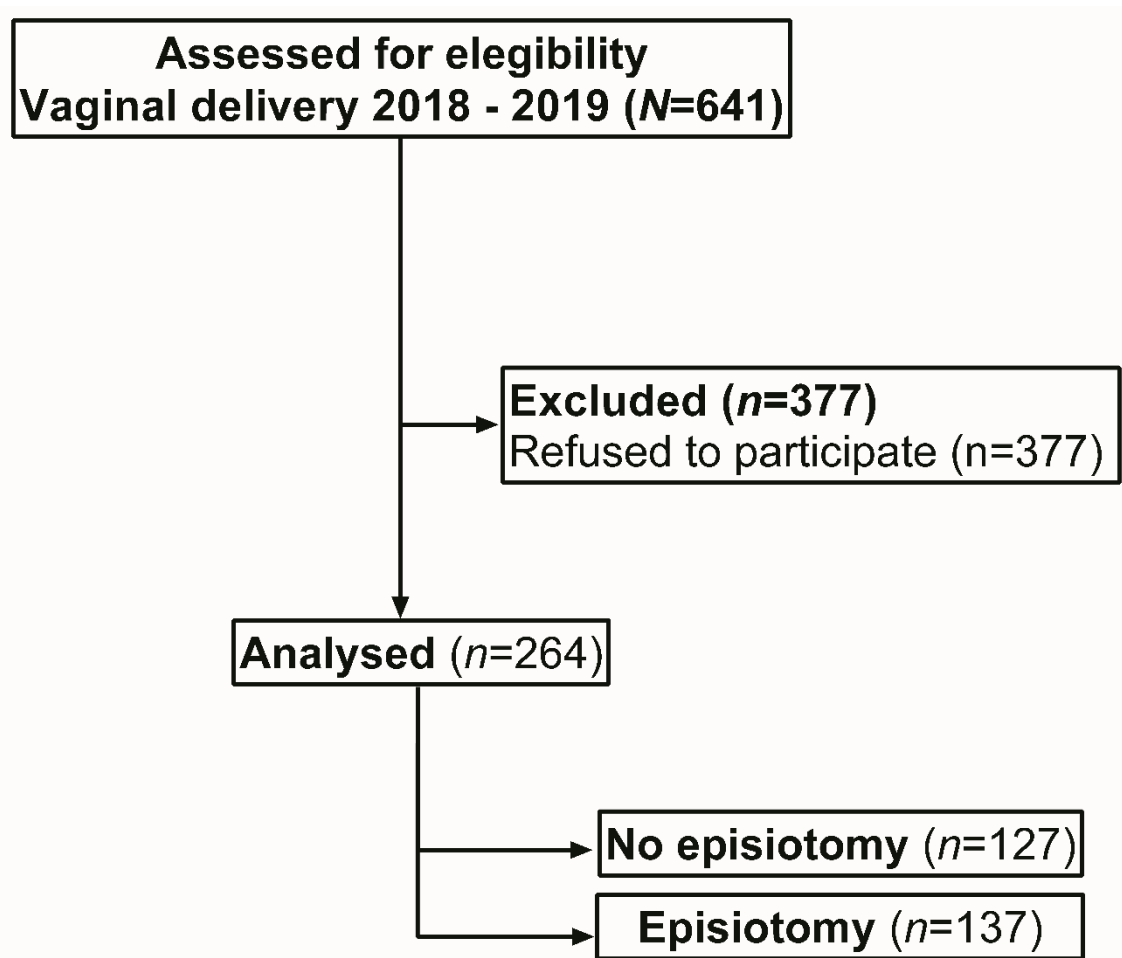 Assessed for elegibility
Vaginal delivery 2018 - 2019 (N=641)
Excluded (n=377)
Refused to participate (n=377)
Analysed (n=264)
No episiotomy (n=127)
Episiotomy (n=137)